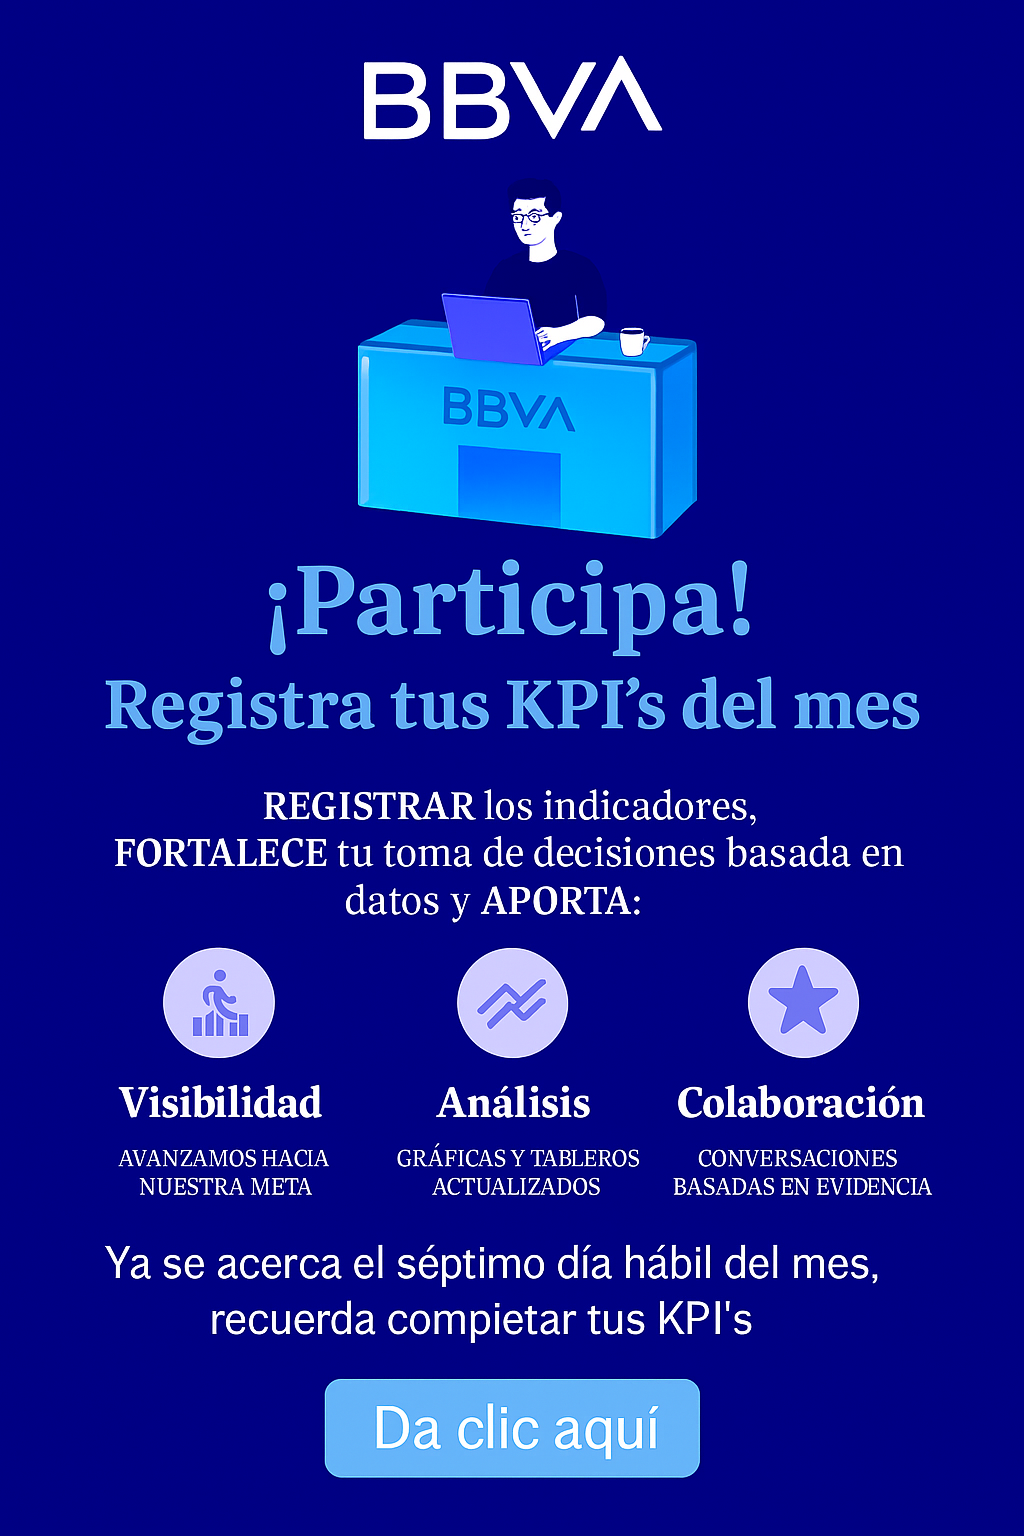 BBVA
BBVA
¡Participa!
Registra tus KPI’s del mes
REGISTRAR los indicadores,
FORTALECE tu toma de decisiones basada en
datos y APORTA:
Visibilidad
Análisis
Colaboración
AVANZAMOS HACIA
NUESTRA META
GRÁFICAS Y TABLEROS
ACTUALIZADOS
CONVERSACIONES
BASADAS EN EVIDENCIA
Ya se acerca el séptimo día hábil del mes,
recuerda compietar tus KPI's
Da clic aquí